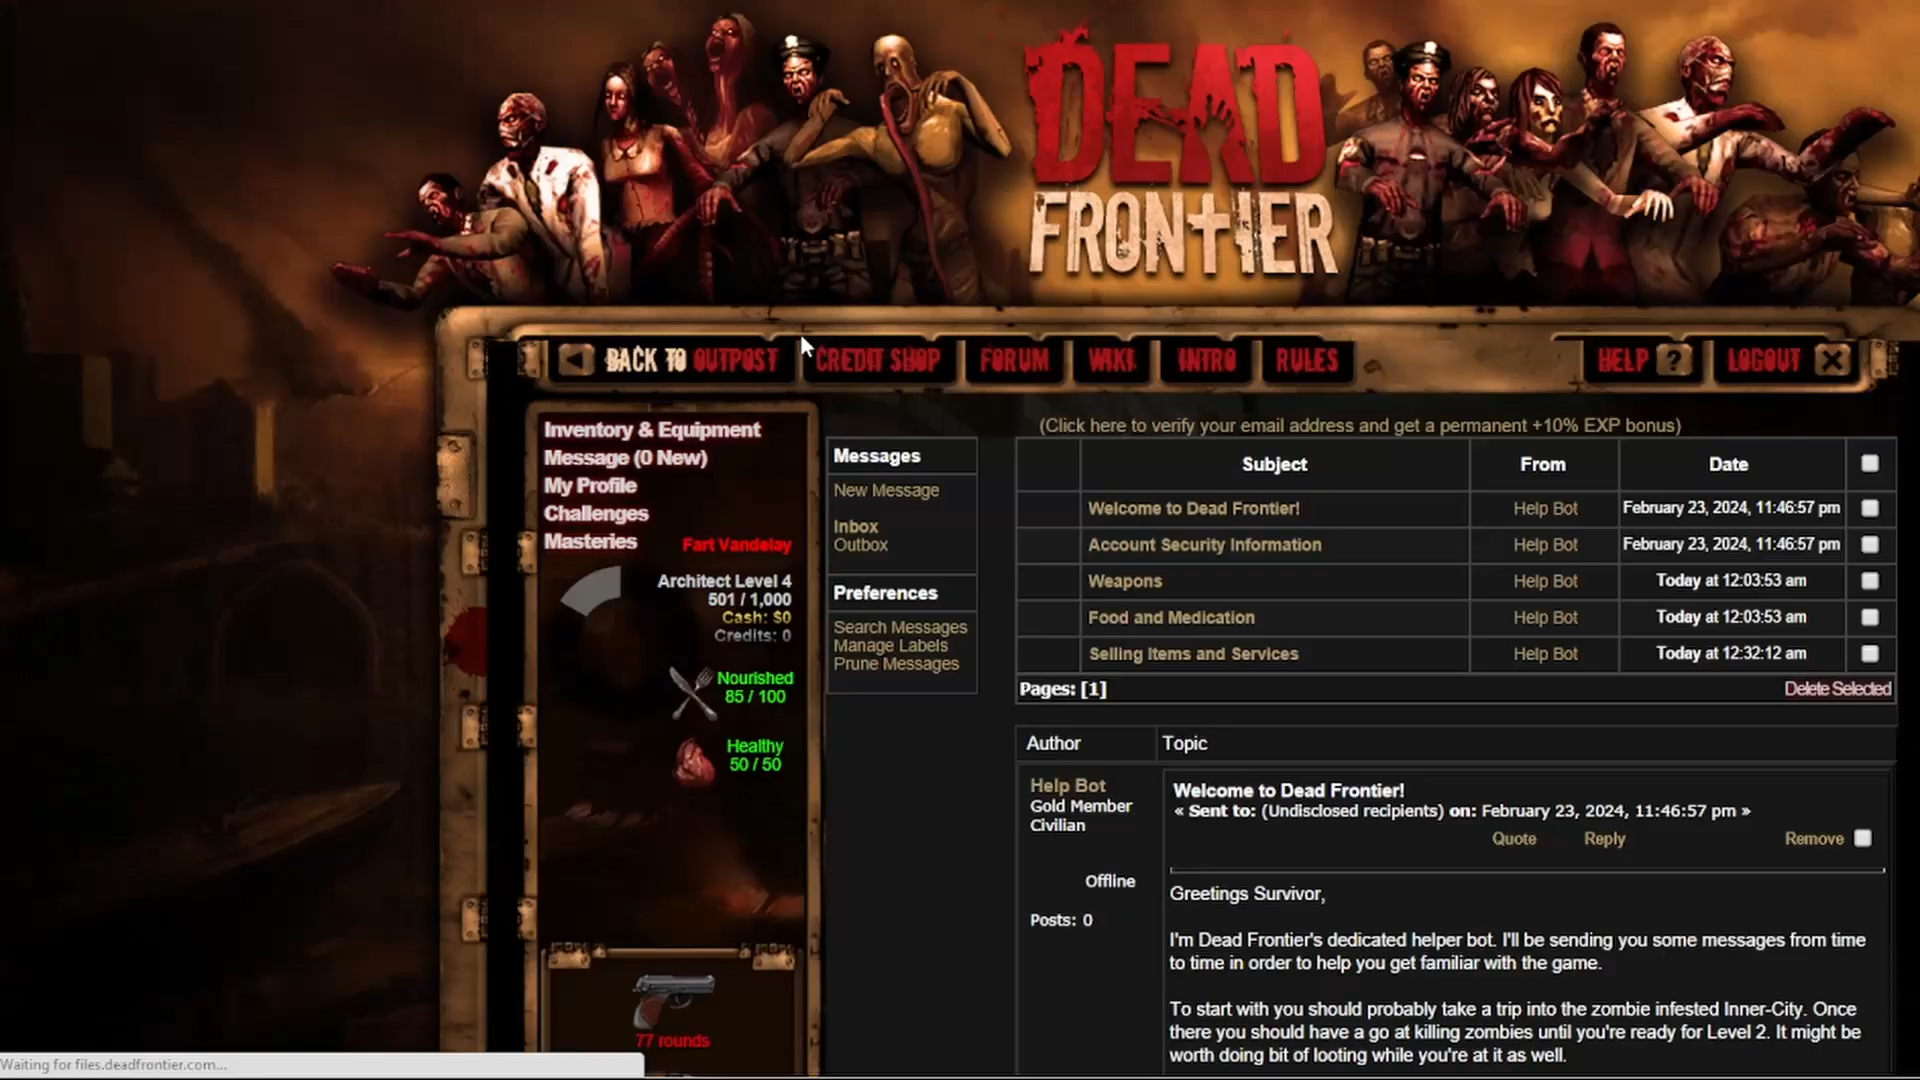 DEAD
FRONTIER
BACK TO OUTPOST
CREDIT SHOP
FORUM
WIKI
INTRO
RULES
HELP ?
LOGOUT X
Inventory & Equipment
Message (0 New)
My Profile
Challenges
Masteries
Fart Vandelay
Architect Level 4
501 / 1,000
Cash: $0
Credits: 0
Nourished
85 / 100
Healthy
50 / 50
77 rounds
Messages
New Message
Inbox
Outbox
Preferences
Search Messages
Manage Labels
Prune Messages
(Click here to verify your email address and get a permanent +10% EXP bonus)
Subject From Date
Welcome to Dead Frontier! Help Bot February 23, 2024, 11:46:57 pm
Account Security Information Help Bot February 23, 2024, 11:46:57 pm
Weapons Help Bot Today at 12:03:53 am
Food and Medication Help Bot Today at 12:03:53 am
Selling Items and Services Help Bot Today at 12:32:12 am
Pages: [1] Delete Selected
Author Topic
Help Bot
Gold Member
Civilian
Offline
Posts: 0
Welcome to Dead Frontier!
« Sent to: (Undisclosed recipients) on: February 23, 2024, 11:46:57 pm »
Quote Reply Remove
Greetings Survivor,
I'm Dead Frontier's dedicated helper bot. I'll be sending you some messages from time
to time in order to help you get familiar with the game.
To start with you should probably take a trip into the zombie infested Inner-City. Once
there you should have a go at killing zombies until you're ready for Level 2. It might be
worth doing bit of looting while you're at it as well.
Waiting for files.deadfrontier.com...